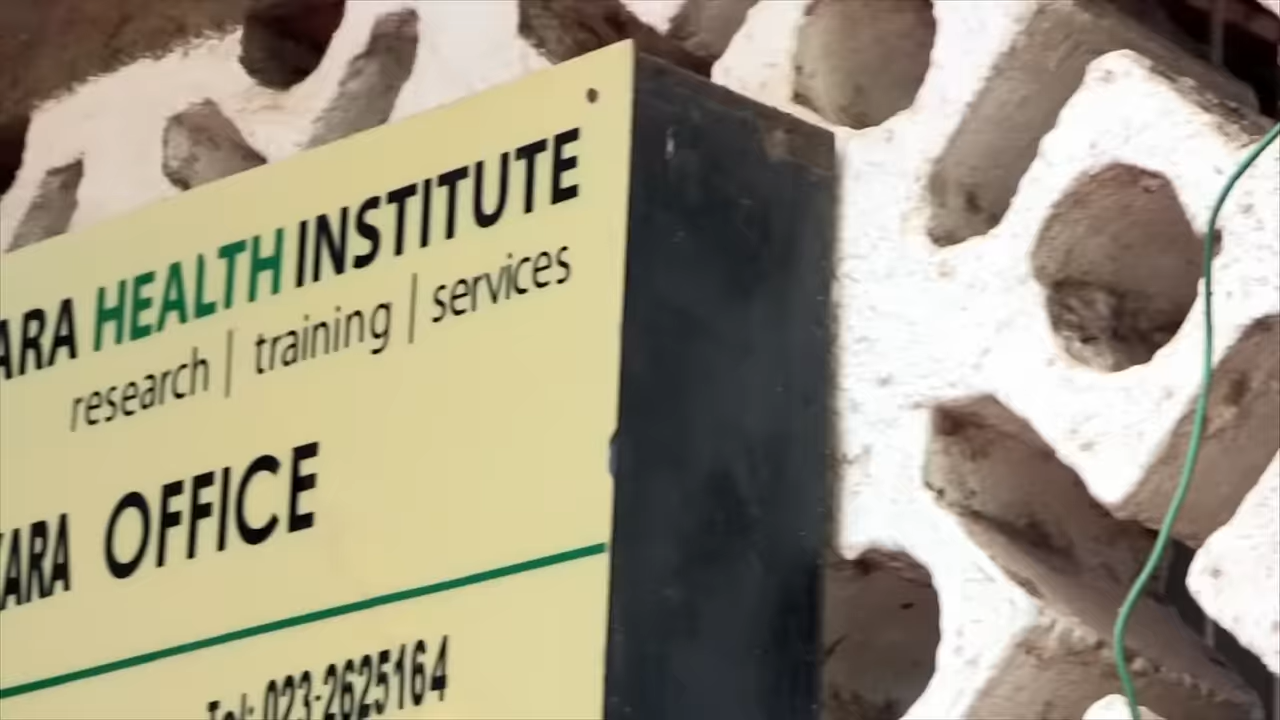 ARA HEALTH INSTITUTE
research | training | services
ARA OFFICE
Tel: 023-2625164